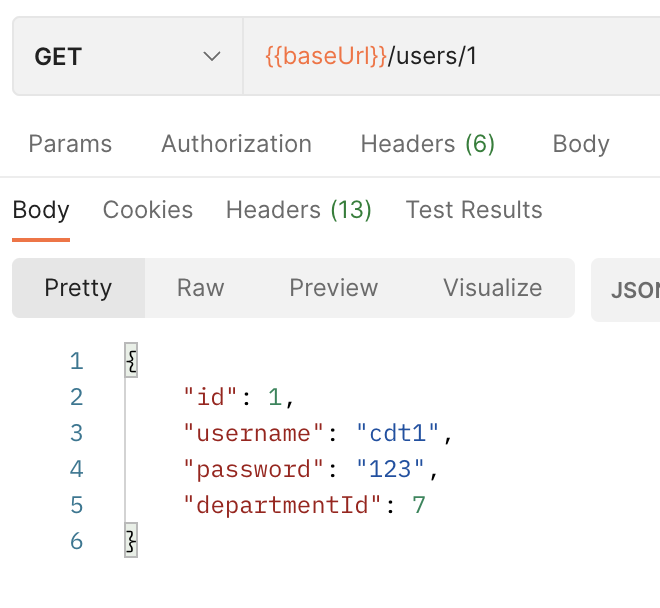 GET {{baseUrl}}/users/1
Params Authorization Headers (6) Body
Body Cookies Headers (13) Test Results
Pretty Raw Preview Visualize JSON
1 {
2 "id": 1,
3 "username": "cdt1",
4 "password": "123",
5 "departmentId": 7
6 }